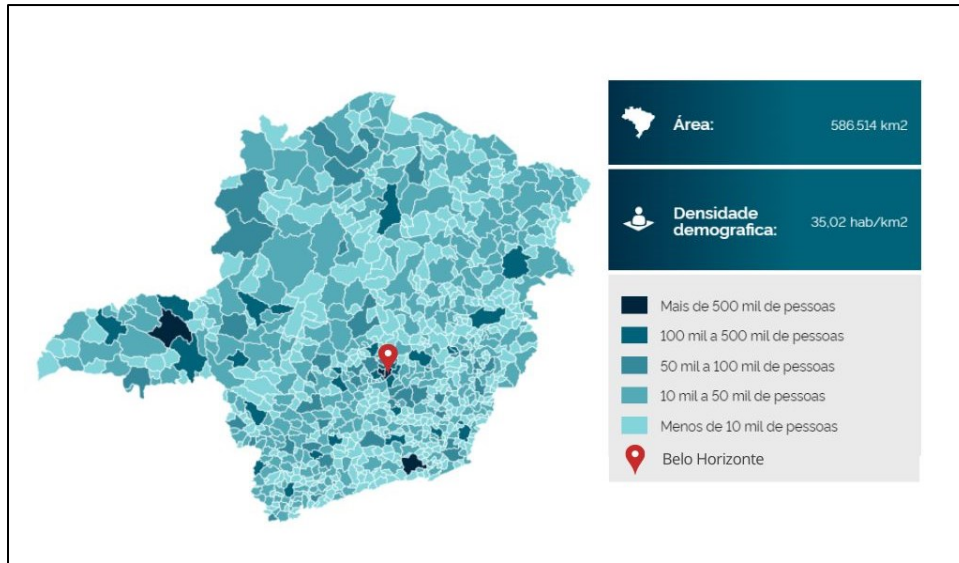 Área:
586.514 km2
Densidade
demografica:
35,02 hab/km2
Mais de 500 mil de pessoas
100 mil a 500 mil de pessoas
50 mil a 100 mil de pessoas
10 mil a 50 mil de pessoas
Menos de 10 mil de pessoas
Belo Horizonte